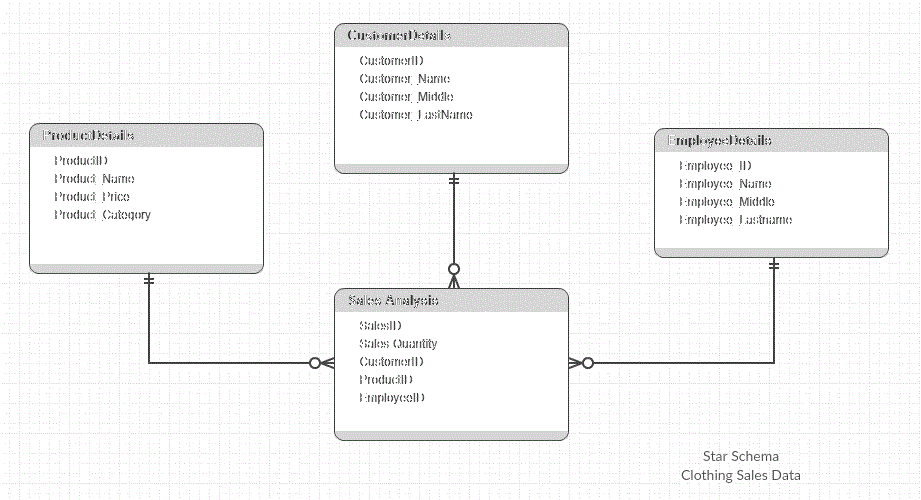 CustomerDetails
CustomerID
Customer_Name
Customer_Middle
Customer_LastName
ProductDetails
ProductID
Product_Name
Product_Price
Product_Category
EmployeeDetails
Employee_ID
Employee_Name
Employee_Middle
Employee_Lastname
Sales Analysis
SalesID
Sales Quantity
CustomerID
ProductID
EmployeeID
Star Schema
Clothing Sales Data